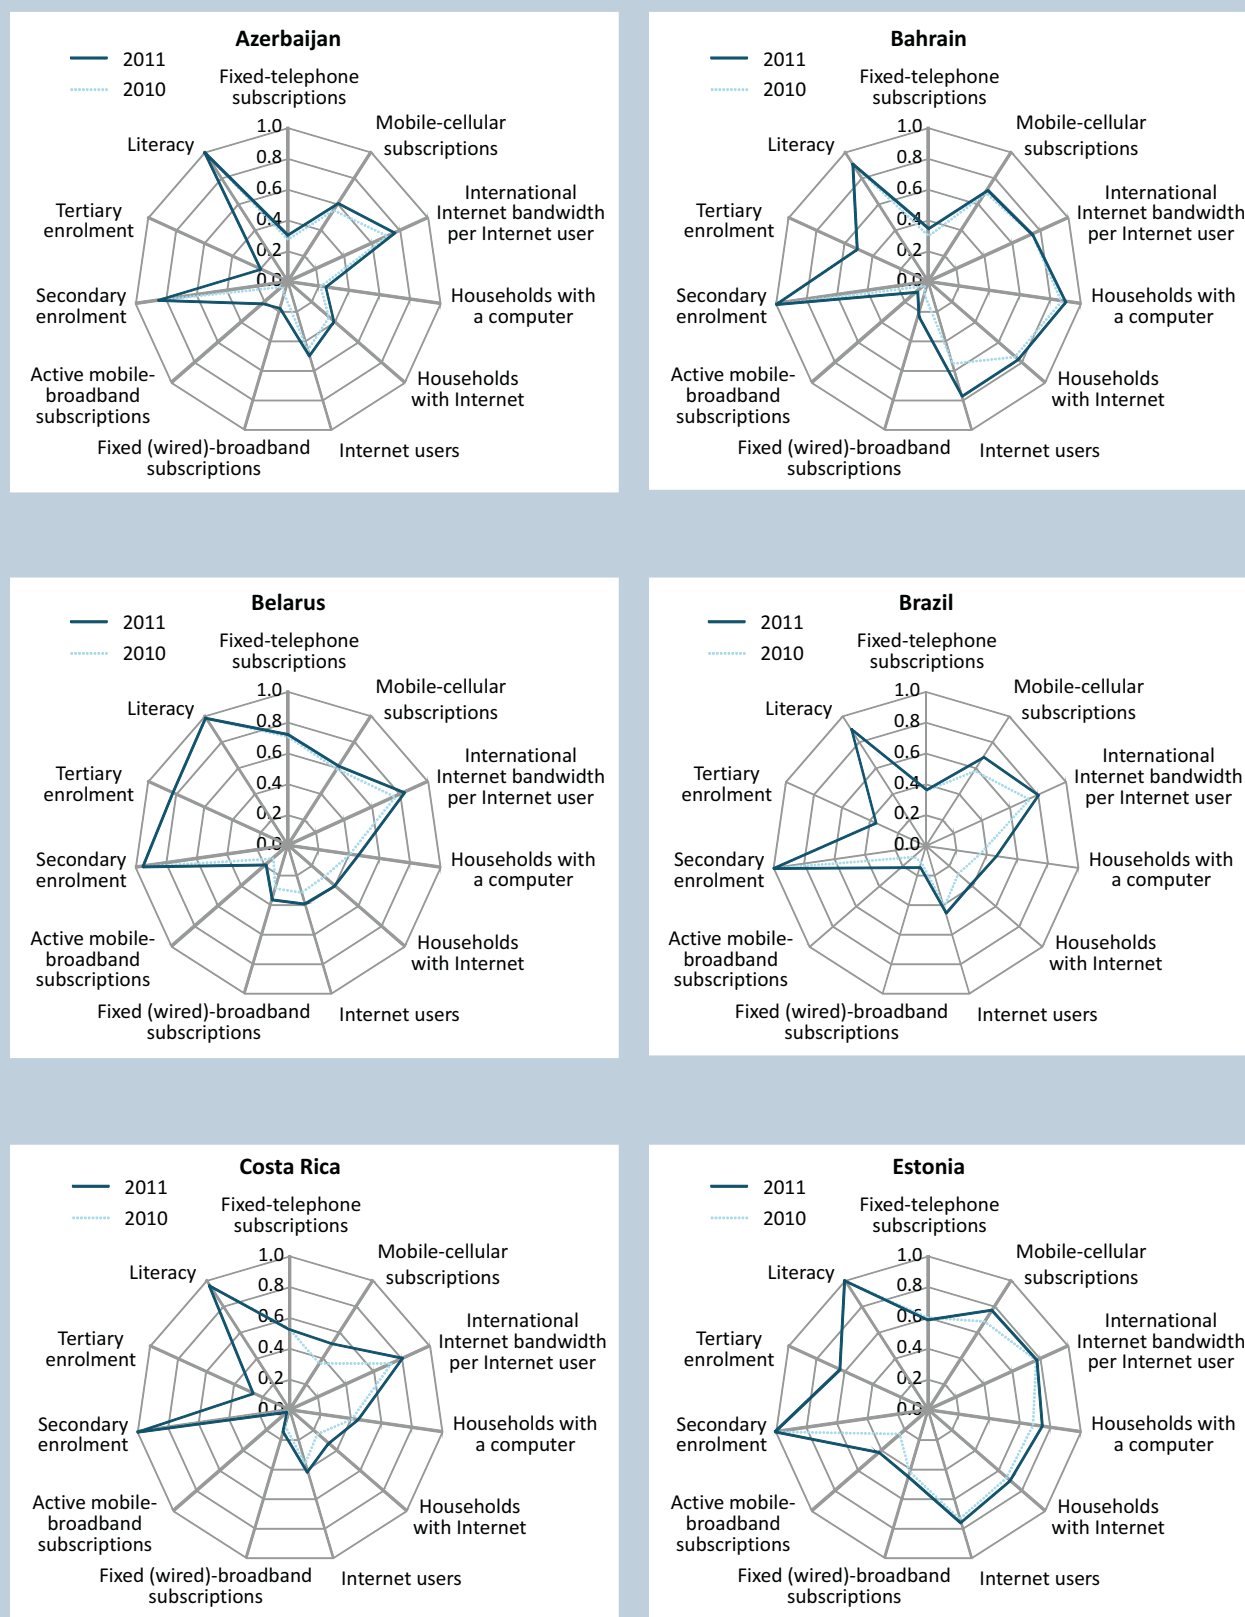 Azerbaijan
2011
2010
Fixed-telephone
subscriptions
Mobile-cellular
subscriptions
International
Internet bandwidth
per Internet user
Households with
a computer
Households
with Internet
Internet users
Fixed (wired)-broadband
subscriptions
Active mobile-
broadband
subscriptions
Secondary
enrolment
Tertiary
enrolment
Literacy
1.0
0.8
0.6
0.4
0.2
0.0
Bahrain
2011
2010
Fixed-telephone
subscriptions
Mobile-cellular
subscriptions
International
Internet bandwidth
per Internet user
Households with
a computer
Households
with Internet
Internet users
Fixed (wired)-broadband
subscriptions
Active mobile-
broadband
subscriptions
Secondary
enrolment
Tertiary
enrolment
Literacy
1.0
0.8
0.6
0.4
0.2
0.0
Belarus
2011
2010
Fixed-telephone
subscriptions
Mobile-cellular
subscriptions
International
Internet bandwidth
per Internet user
Households with
a computer
Households
with Internet
Internet users
Fixed (wired)-broadband
subscriptions
Active mobile-
broadband
subscriptions
Secondary
enrolment
Tertiary
enrolment
Literacy
1.0
0.8
0.6
0.4
0.2
0.0
Brazil
2011
2010
Fixed-telephone
subscriptions
Mobile-cellular
subscriptions
International
Internet bandwidth
per Internet user
Households with
a computer
Households
with Internet
Internet users
Fixed (wired)-broadband
subscriptions
Active mobile-
broadband
subscriptions
Secondary
enrolment
Tertiary
enrolment
Literacy
1.0
0.8
0.6
0.4
0.2
0.0
Costa Rica
2011
2010
Fixed-telephone
subscriptions
Mobile-cellular
subscriptions
International
Internet bandwidth
per Internet user
Households with
a computer
Households
with Internet
Internet users
Fixed (wired)-broadband
subscriptions
Active mobile-
broadband
subscriptions
Secondary
enrolment
Tertiary
enrolment
Literacy
1.0
0.8
0.6
0.4
0.2
0.0
Estonia
2011
2010
Fixed-telephone
subscriptions
Mobile-cellular
subscriptions
International
Internet bandwidth
per Internet user
Households with
a computer
Households
with Internet
Internet users
Fixed (wired)-broadband
subscriptions
Active mobile-
broadband
subscriptions
Secondary
enrolment
Tertiary
enrolment
Literacy
1.0
0.8
0.6
0.4
0.2
0.0